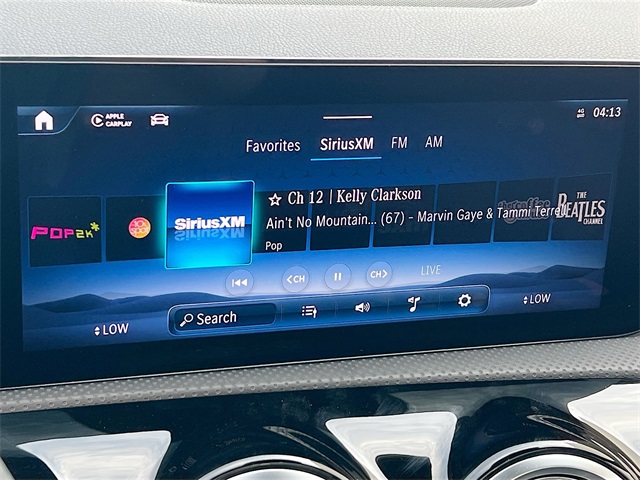 APPLE
CARPLAY
4G
04:13
Favorites SiriusXM FM AM
Ch 12 | Kelly Clarkson
Ain't No Mountain... (67) - Marvin Gaye & Tammi Terrell
Pop
POP2K
SiriusXM
THE
BEATLES
CHANNEL
CH
CH
LIVE
Search
LOW
LOW